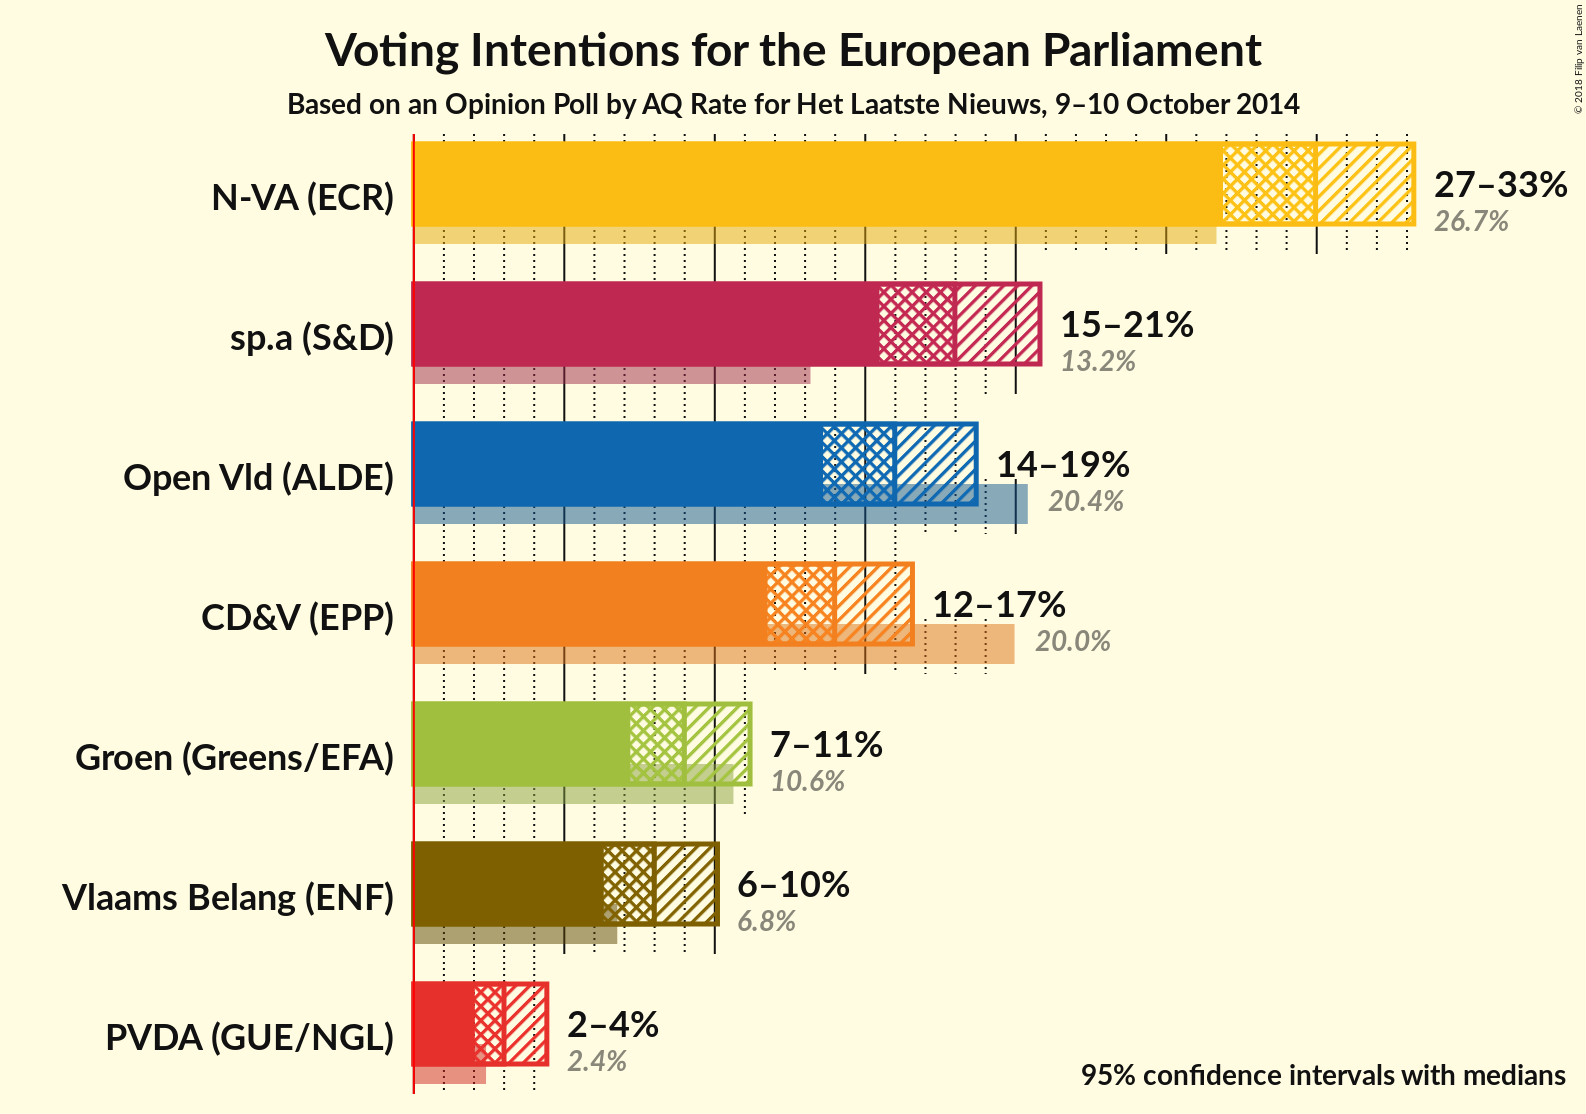 Voting Intentions for the European Parliament
Based on an Opinion Poll by AQ Rate for Het Laatste Nieuws, 9–10 October 2014
© 2018 Filip van Laenen
N-VA (ECR)
27–33%
26.7%
sp.a (S&D)
15–21%
13.2%
Open Vld (ALDE)
14–19%
20.4%
CD&V (EPP)
12–17%
20.0%
Groen (Greens/EFA)
7–11%
10.6%
Vlaams Belang (ENF)
6–10%
6.8%
PVDA (GUE/NGL)
2–4%
2.4%
95% confidence intervals with medians